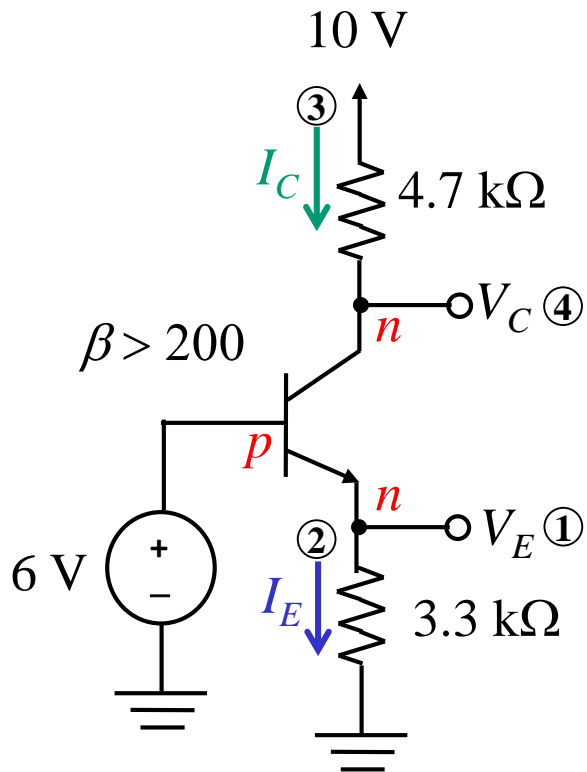 10 V
③
I_C
4.7 kΩ
V_C ④
n
β > 200
p
n
V_E ①
②
6 V
+
−
I_E
3.3 kΩ